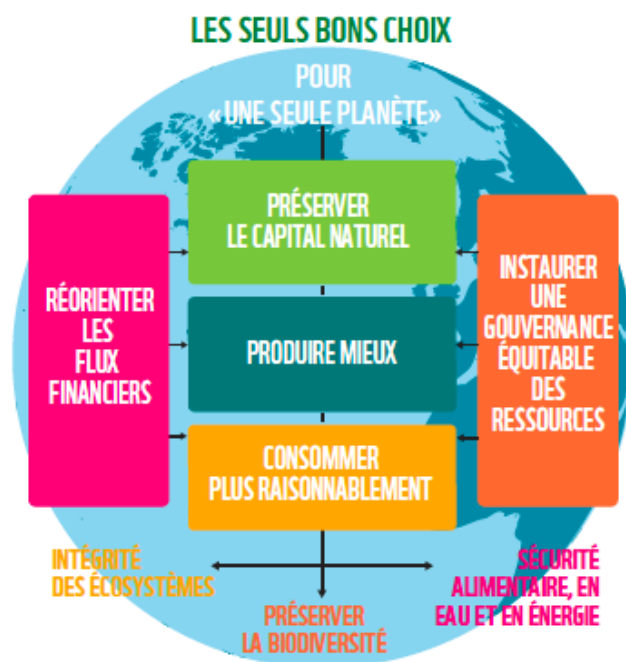 LES SEULS BONS CHOIX
POUR
«UNE SEULE PLANÈTE»
PRÉSERVER
LE CAPITAL NATUREL
RÉORIENTER
LES
FLUX
FINANCIERS
PRODUIRE MIEUX
INSTAURER
UNE
GOUVERNANCE
ÉQUITABLE
DES
RESSOURCES
CONSOMMER
PLUS RAISONNABLEMENT
INTÉGRITÉ
DES ÉCOSYSTÈMES
PRÉSERVER
LA BIODIVERSITÉ
SÉCURITÉ
ALIMENTAIRE, EN
EAU ET EN ÉNERGIE